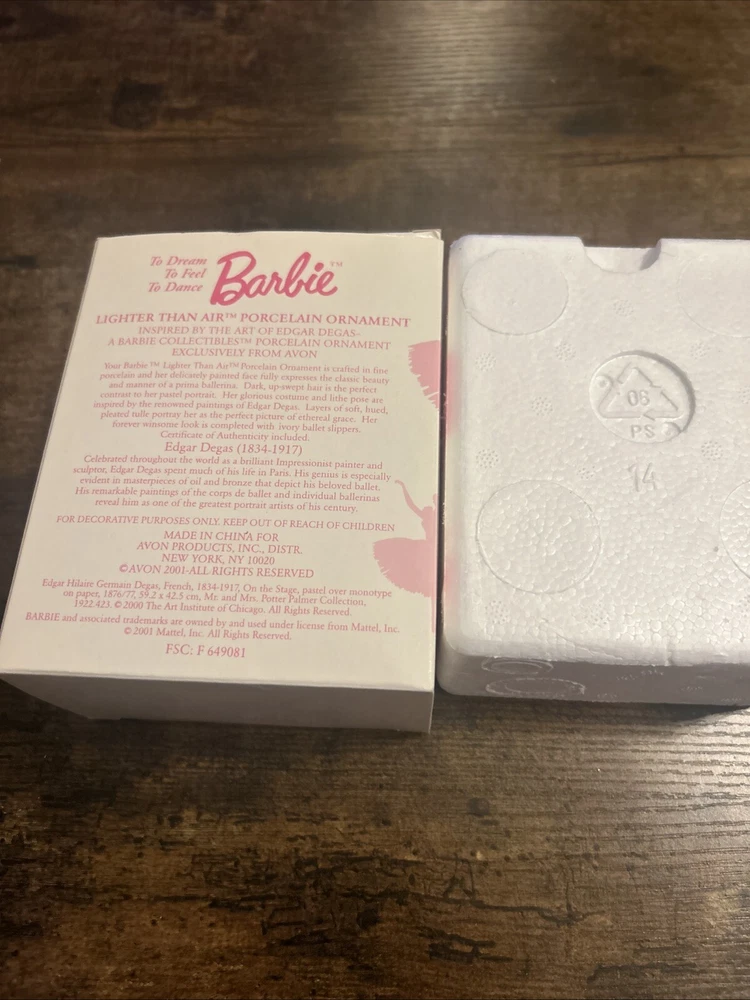 To Dream
To Feel
To Dance
Barbie™
LIGHTER THAN AIR™ PORCELAIN ORNAMENT
INSPIRED BY THE ART OF EDGAR DEGAS-
A BARBIE COLLECTIBLES™ PORCELAIN ORNAMENT
EXCLUSIVELY FROM AVON
Your Barbie™ Lighter Than Air™ Porcelain Ornament is crafted in fine
porcelain and her delicately painted face fully expresses the classic beauty
and manner of a prima ballerina. Dark, up-swept hair is the perfect
contrast to her pastel portrait. Her glorious costume and lithe pose are
inspired by the renowned paintings of Edgar Degas. Layers of soft, hued,
pleated tulle portray her as the perfect picture of ethereal grace. Her
forever winsome look is completed with ivory ballet slippers.
Certificate of Authenticity included.
Edgar Degas (1834-1917)
Celebrated throughout the world as a brilliant Impressionist painter and
sculptor, Edgar Degas spent much of his life in Paris. His genius is especially
evident in masterpieces of oil and bronze that depict his beloved ballet.
His remarkable paintings of the corps de ballet and individual ballerinas
reveal him as one of the greatest portrait artists of his century.
FOR DECORATIVE PURPOSES ONLY. KEEP OUT OF REACH OF CHILDREN
MADE IN CHINA FOR
AVON PRODUCTS, INC., DISTR.
NEW YORK, NY 10020
©AVON 2001-ALL RIGHTS RESERVED
Edgar Hilaire Germain Degas, French, 1834-1917, On the Stage, pastel over monotype
on paper, 1876/77, 59.2 x 42.5 cm, Mr. and Mrs. Potter Palmer Collection,
1922.423. © 2000 The Art Institute of Chicago. All Rights Reserved.
BARBIE and associated trademarks are owned by and used under license from Mattel, Inc.
© 2001 Mattel, Inc. All Rights Reserved.
FSC: F 649081
06
PS
14